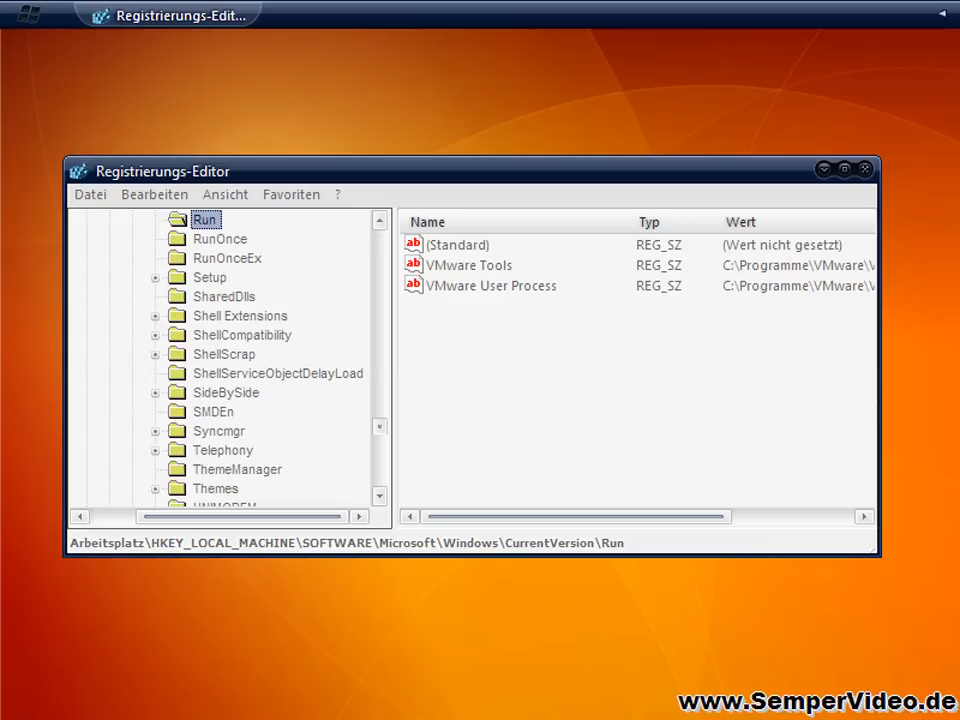 Registrierungs-Edit...
Registrierungs-Editor
Datei Bearbeiten Ansicht Favoriten ?
Run
RunOnce
RunOnceEx
Setup
SharedDlls
Shell Extensions
ShellCompatibility
ShellScrap
ShellServiceObjectDelayLoad
SideBySide
SMDEn
Syncmgr
Telephony
ThemeManager
Themes
Name Typ Wert
(Standard) REG_SZ (Wert nicht gesetzt)
VMware Tools REG_SZ C:\Programme\VMware\V
VMware User Process REG_SZ C:\Programme\VMware\V
Arbeitsplatz\HKEY_LOCAL_MACHINE\SOFTWARE\Microsoft\Windows\CurrentVersion\Run
www.SemperVideo.de